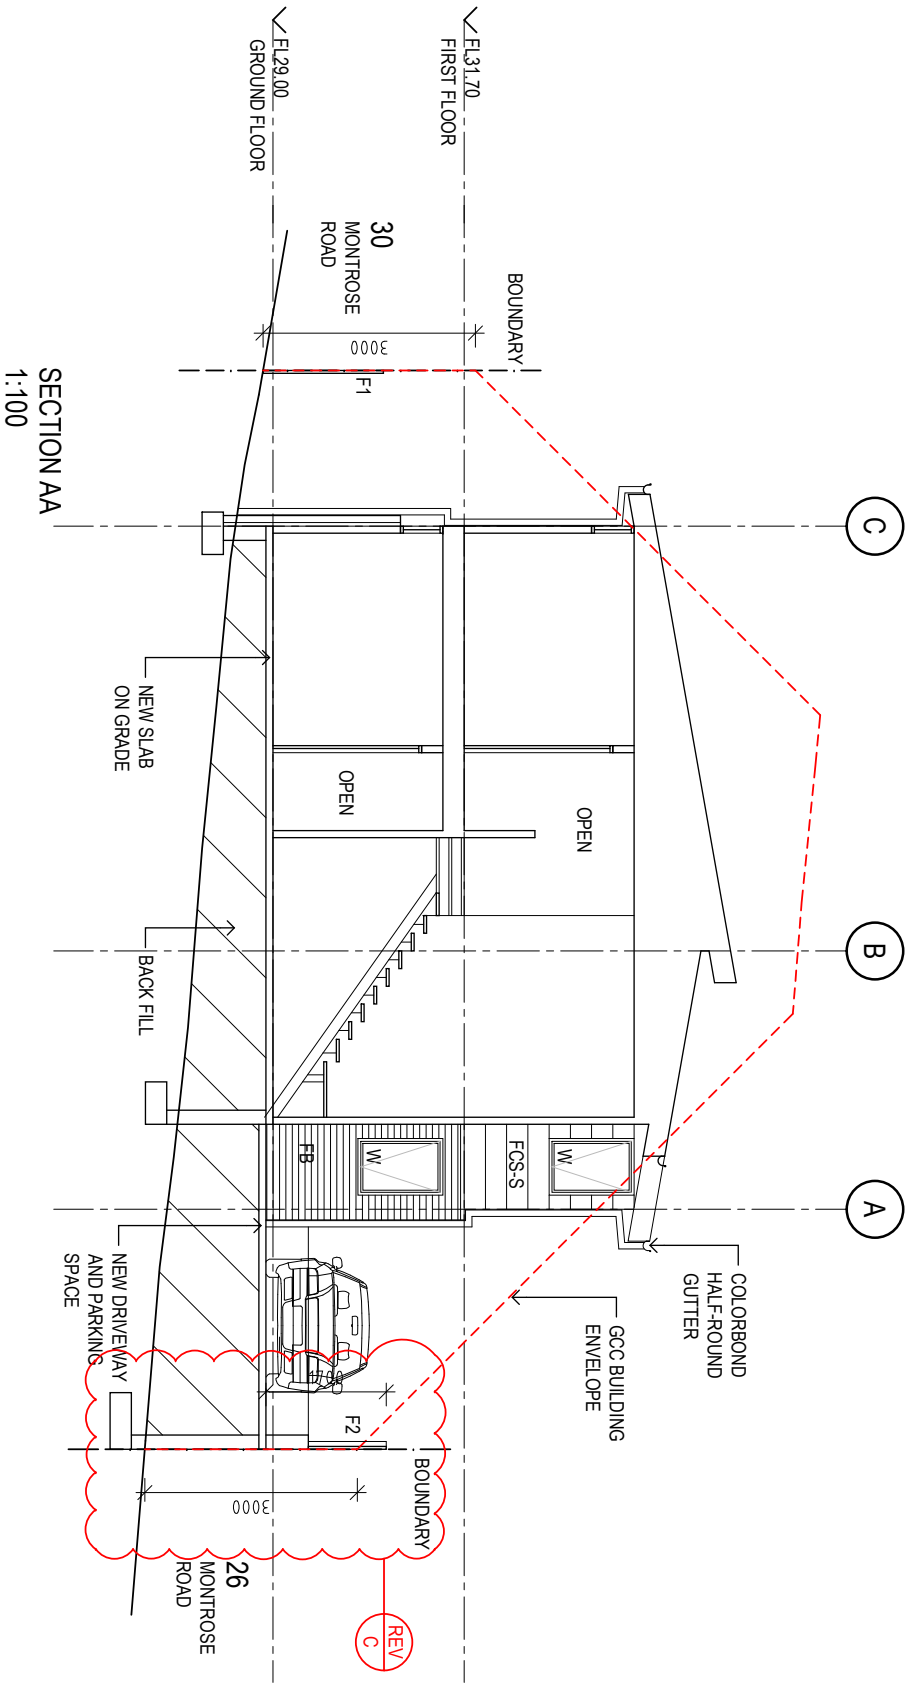 C
B
A
BOUNDARY
COLORBOND
HALF-ROUND
GUTTER
GCC BUILDING
ENVELOPE
FL31.70
FIRST FLOOR
FL29.00
GROUND FLOOR
30
MONTROSE
ROAD
3000
F1
OPEN
OPEN
FCS-S
W
FB
W
F2
BOUNDARY
3000
26
MONTROSE
ROAD
REV
C
NEW SLAB
ON GRADE
BACK FILL
NEW DRIVEWAY
AND PARKING
SPACE
SECTION AA
1:100